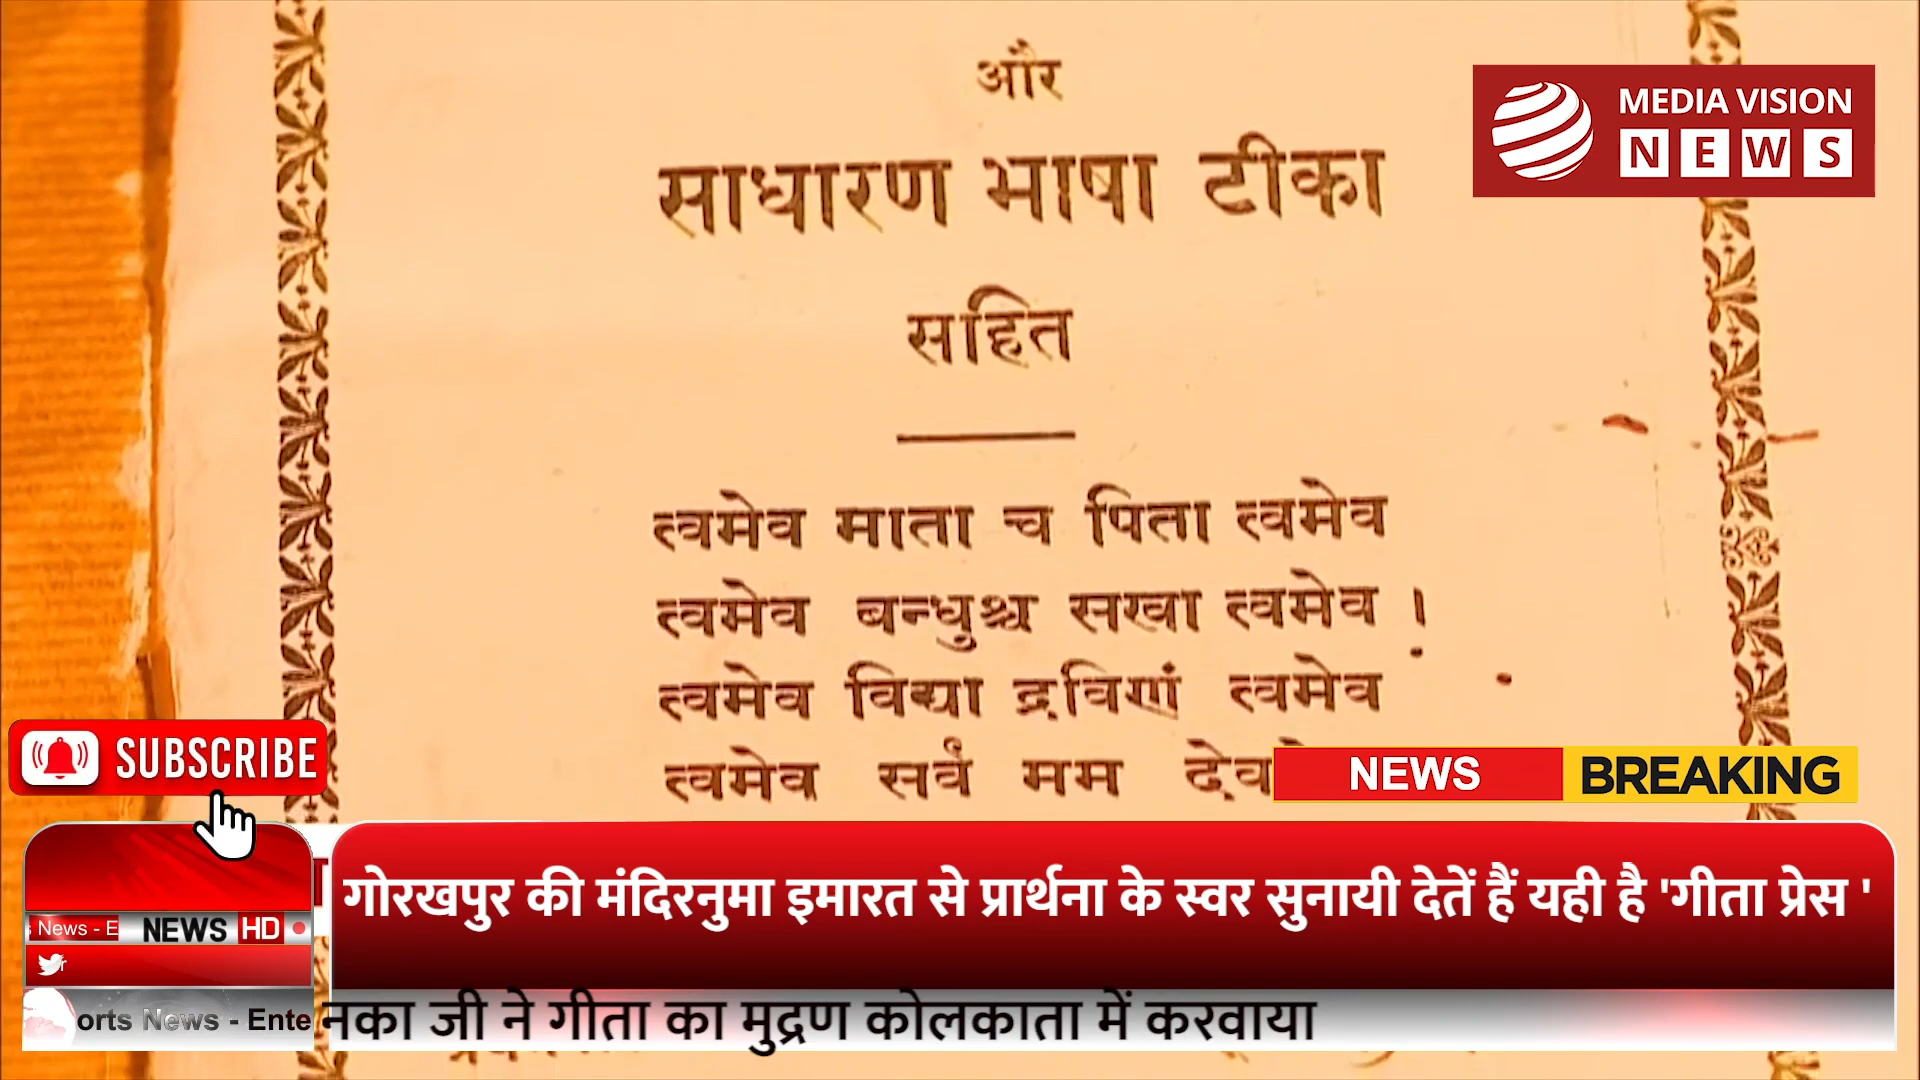 और
साधारण भाषा टीका
सहित
त्वमेव माता च पिता त्वमेव
त्वमेव बन्धुश्च सखा त्वमेव ।
त्वमेव विद्या द्रविणं त्वमेव
त्वमेव सर्वं मम देव
MEDIA VISION
NEWS
SUBSCRIBE
NEWS BREAKING
गोरखपुर की मंदिरनुमा इमारत से प्रार्थना के स्वर सुनायी देतें हैं यही है 'गीता प्रेस '
s News - E NEWS HD
orts News - Ente
नका जी ने गीता का मुद्रण कोलकाता में करवाया